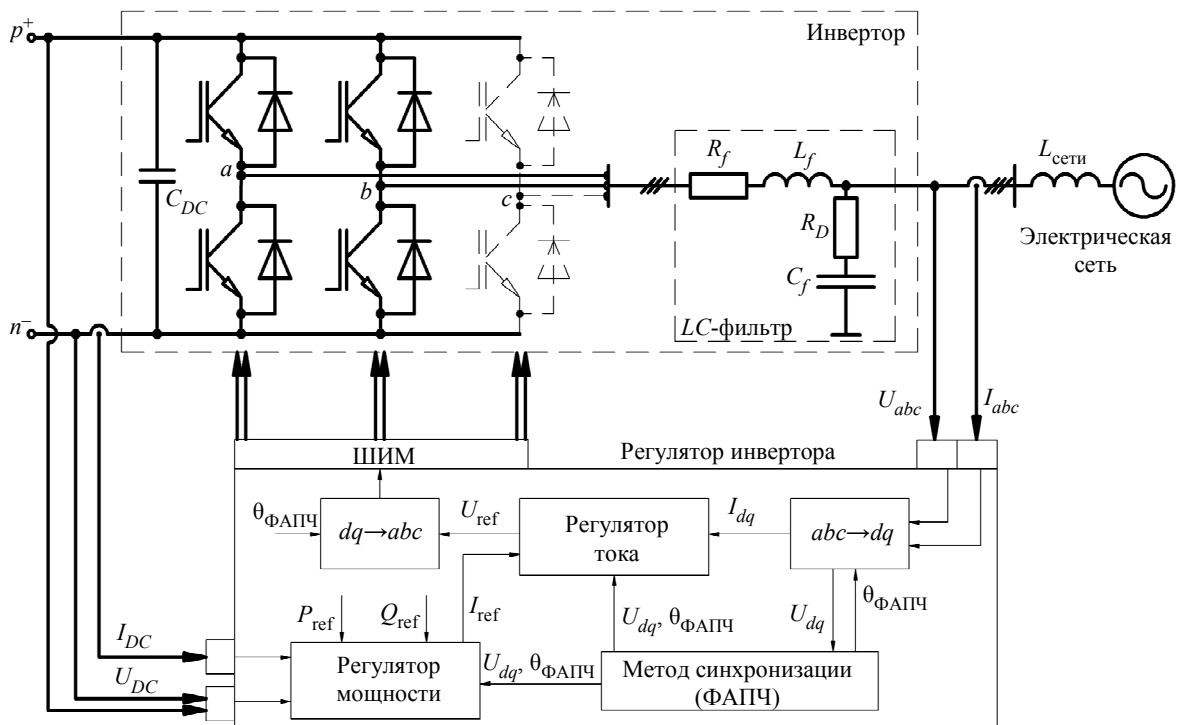 p⁺
Инвертор
a
b
c
C_DC
R_f
L_f
R_D
C_f
LC-фильтр
L_сети
Электрическая
сеть
n⁻
U_abc
I_abc
ШИМ
Регулятор инвертора
θ_ФАПЧ
dq→abc
U_ref
Регулятор
тока
I_dq
abc→dq
P_ref
Q_ref
I_ref
U_dq, θ_ФАПЧ
U_dq
θ_ФАПЧ
I_DC
U_DC
Регулятор
мощности
U_dq, θ_ФАПЧ
Метод синхронизации
(ФАПЧ)